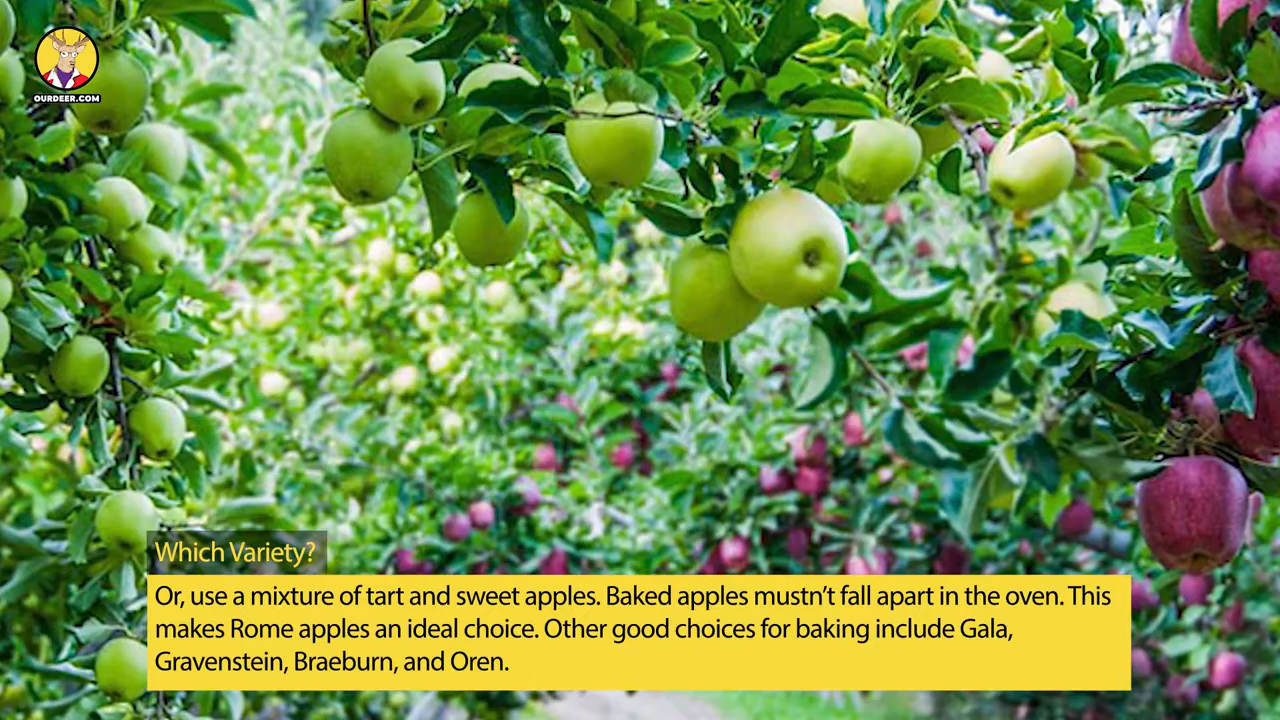 OURDEER.COM
Which Variety?
Or, use a mixture of tart and sweet apples. Baked apples mustn’t fall apart in the oven. This
makes Rome apples an ideal choice. Other good choices for baking include Gala,
Gravenstein, Braeburn, and Oren.